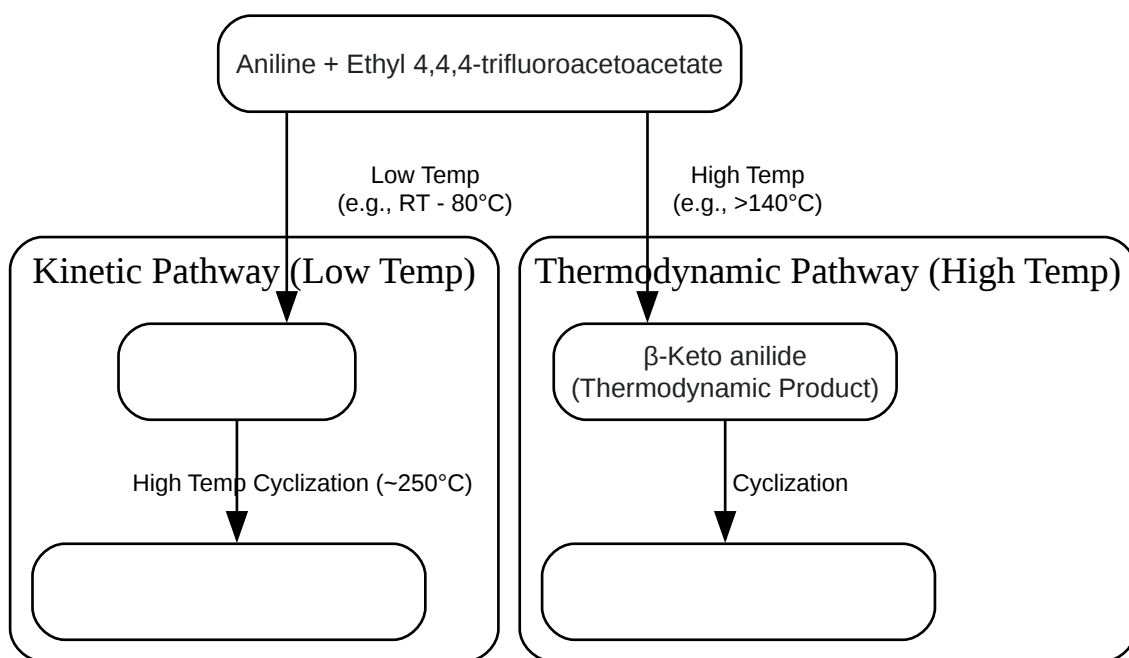 Aniline + Ethyl 4,4,4-trifluoroacetoacetate
Low Temp
(e.g., RT - 80°C)
High Temp
(e.g., >140°C)
Kinetic Pathway (Low Temp)
Thermodynamic Pathway (High Temp)
β-Keto anilide
(Thermodynamic Product)
High Temp Cyclization (~250°C)
Cyclization